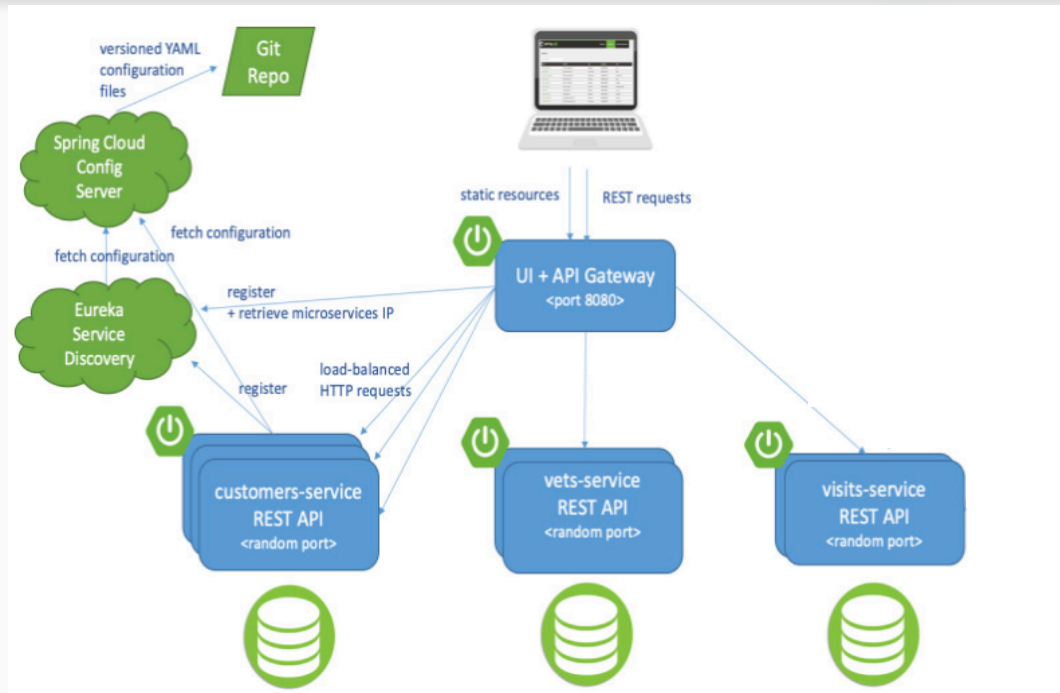 versioned YAML
configuration
files
Git
Repo
Spring Cloud
Config
Server
static resources
REST requests
fetch configuration
fetch configuration
UI + API Gateway
<port 8080>
register
+ retrieve microservices IP
Eureka
Service
Discovery
load-balanced
HTTP requests
register
customers-service
REST API
<random port>
vets-service
REST API
<random port>
visits-service
REST API
<random port>